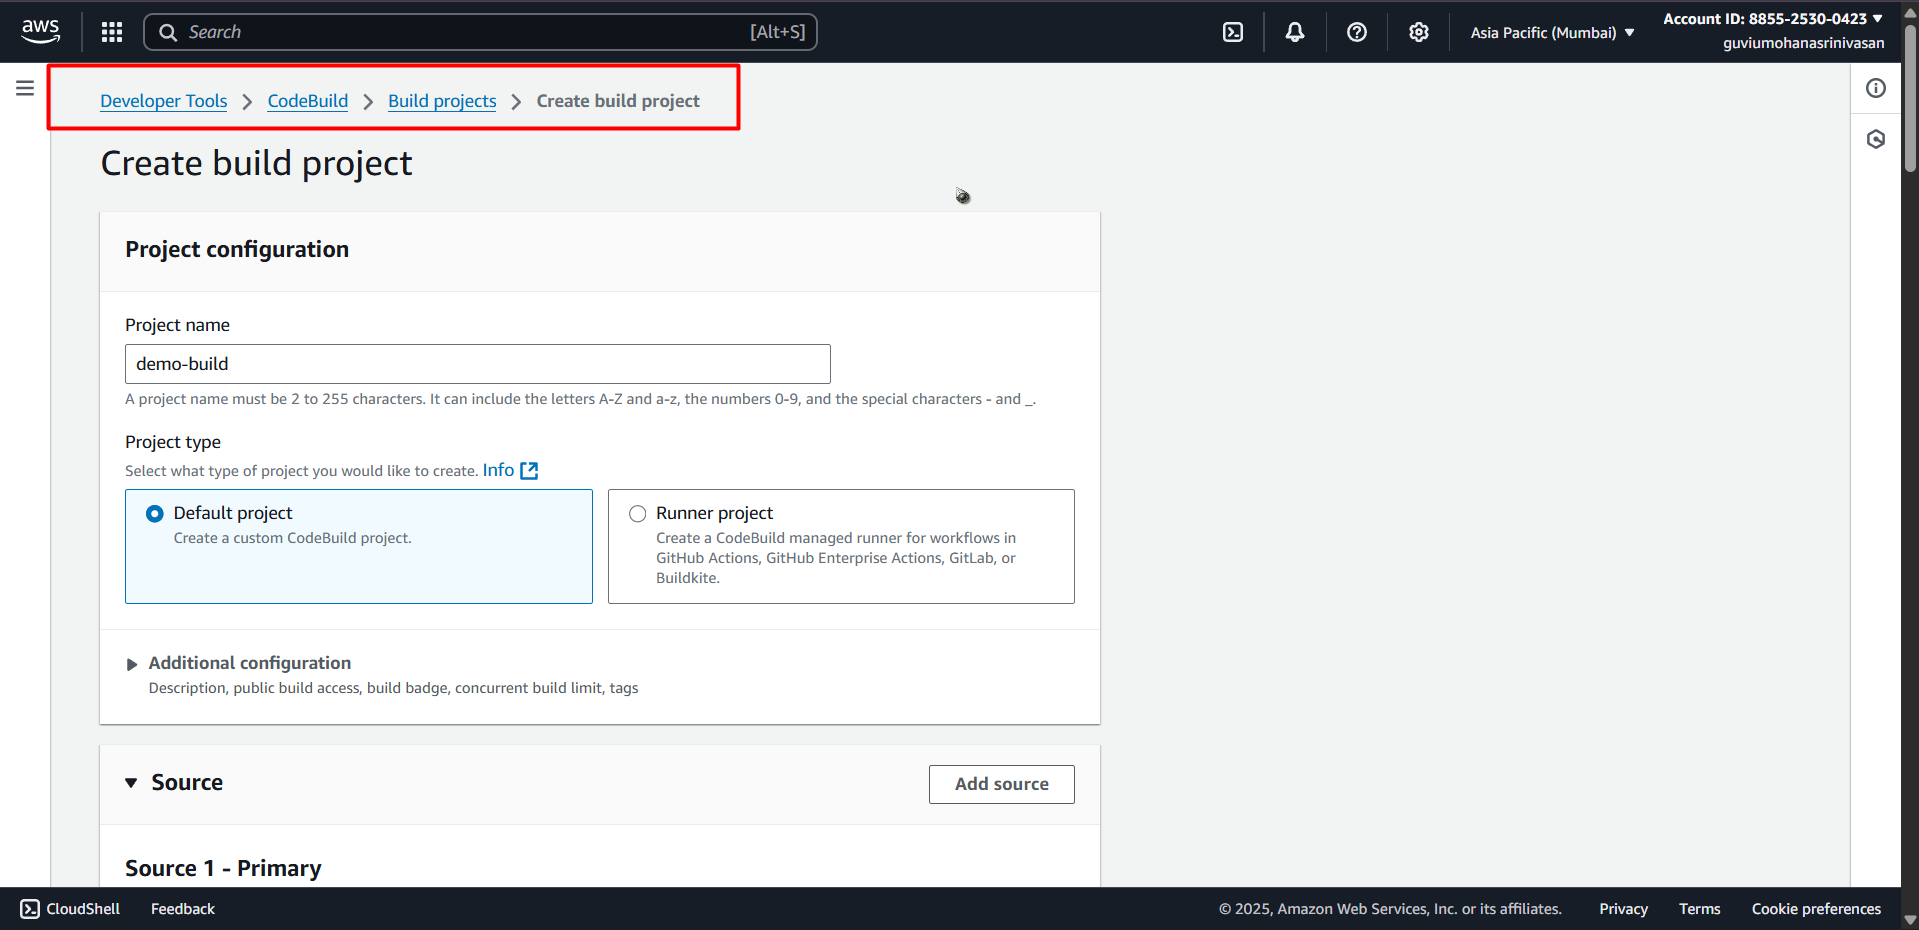 aws
Search [Alt+S]
Asia Pacific (Mumbai)
Account ID: 8855-2530-0423
guviumohanasrinivasan
Developer Tools > CodeBuild > Build projects > Create build project
Create build project
Project configuration
Project name
demo-build
A project name must be 2 to 255 characters. It can include the letters A-Z and a-z, the numbers 0-9, and the special characters - and _.
Project type
Select what type of project you would like to create. Info
Default project
Create a custom CodeBuild project.
Runner project
Create a CodeBuild managed runner for workflows in
GitHub Actions, GitHub Enterprise Actions, GitLab, or
Buildkite.
Additional configuration
Description, public build access, build badge, concurrent build limit, tags
Source
Add source
Source 1 - Primary
CloudShell Feedback
© 2025, Amazon Web Services, Inc. or its affiliates. Privacy Terms Cookie preferences